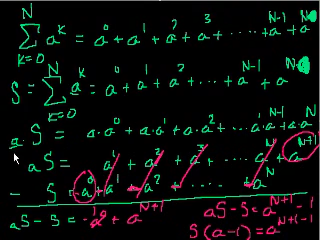 N
∑ a^k = a^0 + a^1 + a^2 + a^3 + ⋯ + a^{N-1} + a^N
k=0
S = ∑_{k=0}^{N} a^k = a^0 + a^1 + a^2 + ⋯ + a^{N-1} + a^N
a·S = a·a^0 + a·a^1 + a·a^2 + ⋯ a·a^{N-1} + a·a^N
aS = a^1 + a^2 + a^3 + ⋯ a^N + a^{N+1}
- S = -a^0 + a^1 + a^2 ⋯ + a^N
aS - S = -a^0 + a^{N+1}
aS - S = a^{N+1} - 1
S(a-1) = a^{N+1} - 1